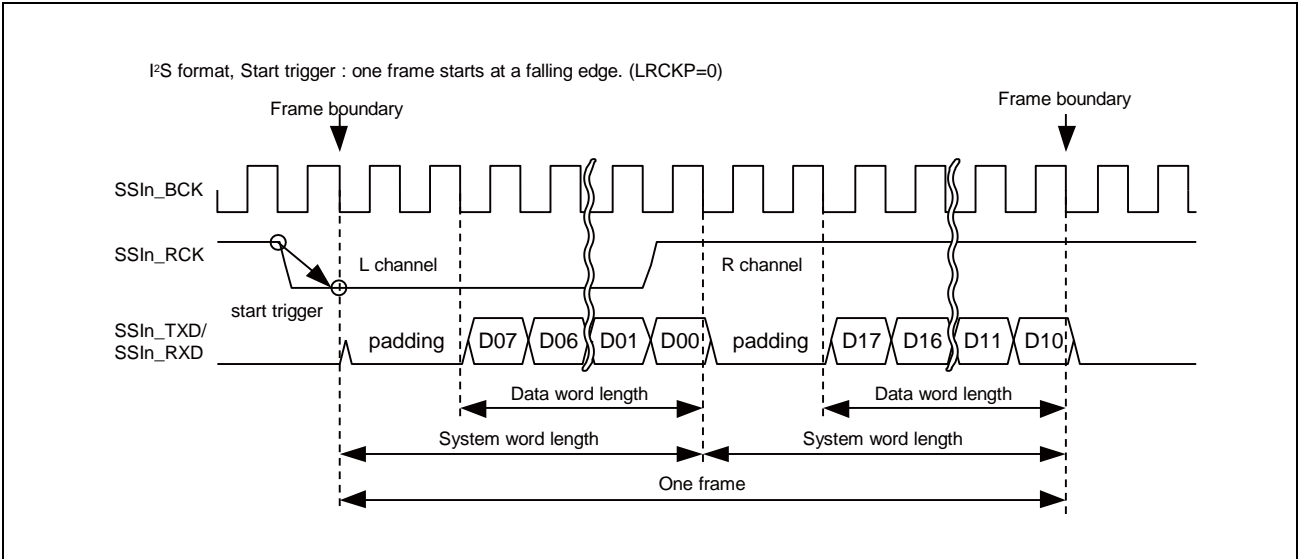 I²S format, Start trigger : one frame starts at a falling edge. (LRCKP=0)
Frame boundary
Frame boundary
SSIn_BCK
SSIn_RCK
L channel
R channel
start trigger
SSIn_TXD/
SSIn_RXD
padding
D07
D06
D01
D00
padding
D17
D16
D11
D10
Data word length
Data word length
System word length
System word length
One frame